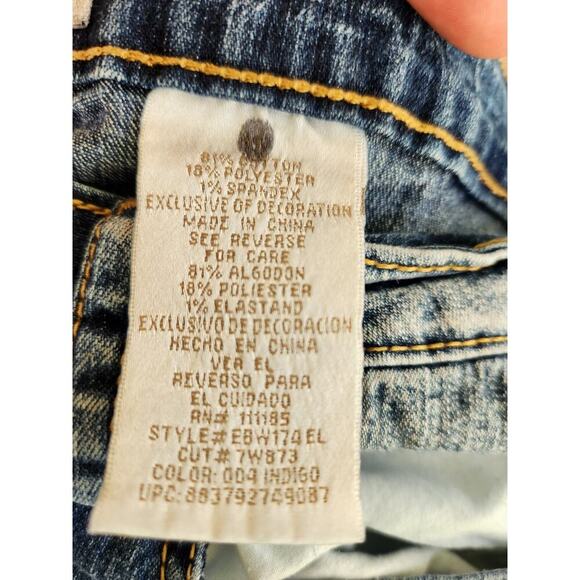 81% COTTON
18% POLYESTER
1% SPANDEX
EXCLUSIVE OF DECORATION
MADE IN CHINA
SEE REVERSE
FOR CARE
81% ALGODON
18% POLIESTER
1% ELASTAND
EXCLUSIVO DE DECORACION
HECHO EN CHINA
VER EL
REVERSO PARA
EL CUIDADO
RN# 111185
STYLE# E8W174EL
CUT# 7W873
COLOR: 004 INDIGO
UPC: 883792749087